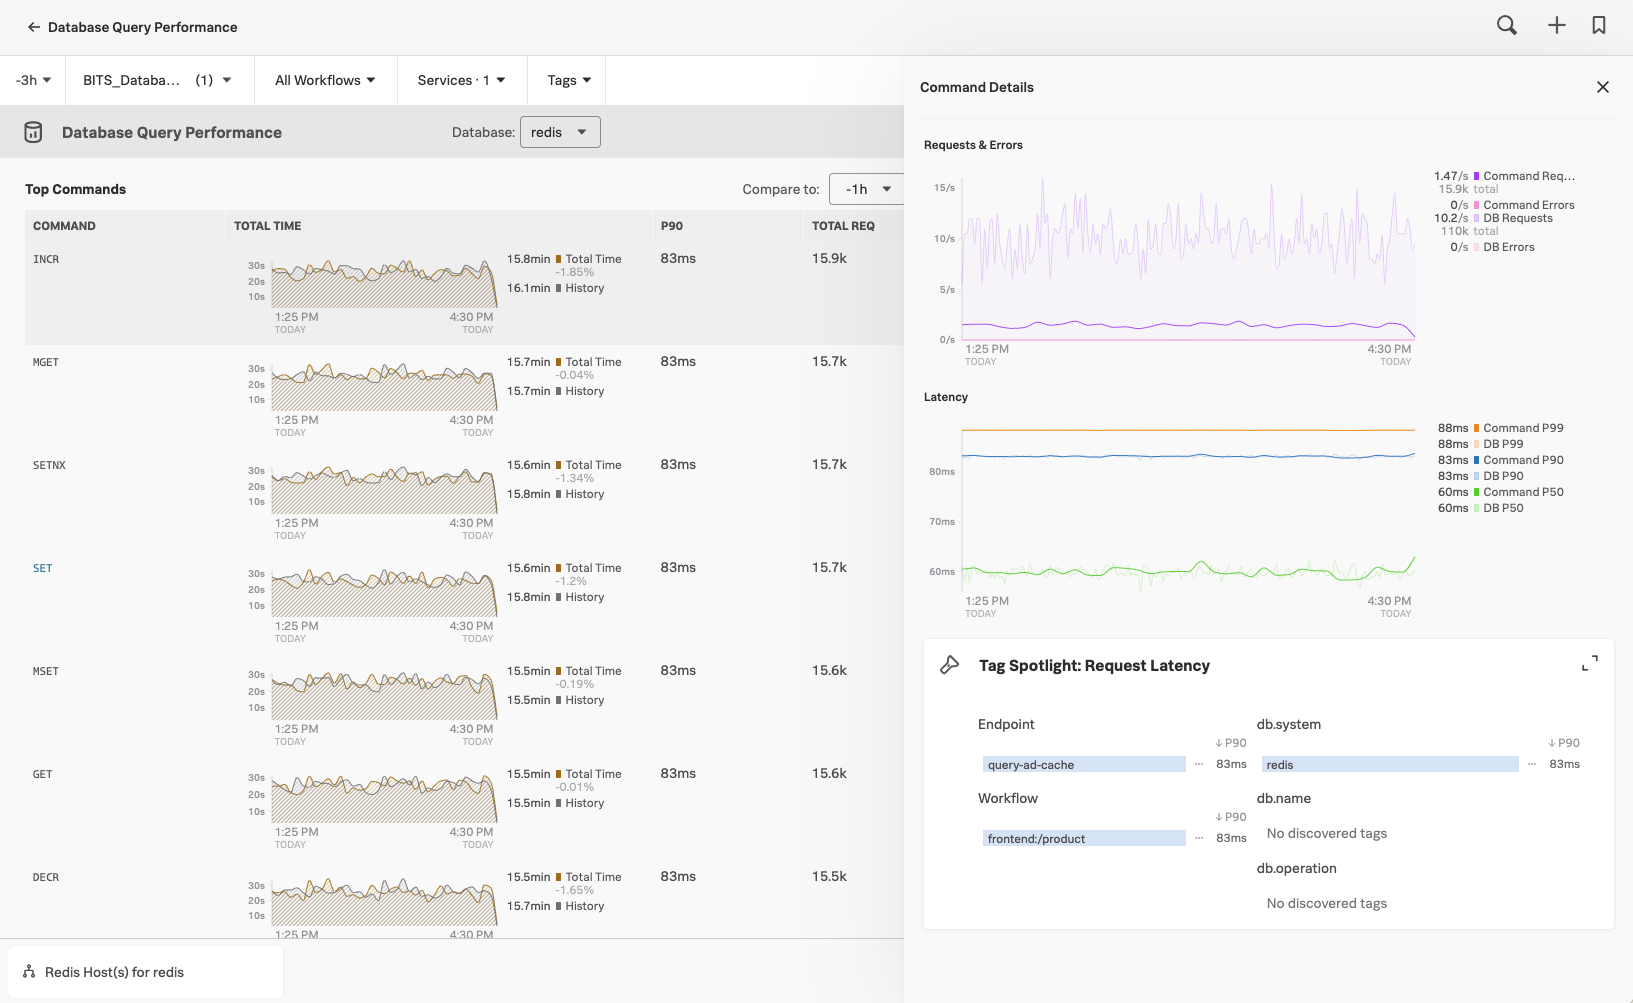 Database Query Performance
-3h
BITS_Databa... (1)
All Workflows
Services · 1
Tags
Database Query Performance
Database: redis
Top Commands
Compare to: -1h
COMMAND TOTAL TIME P90 TOTAL REQ
INCR
30s
20s
10s
1:25 PM
TODAY
4:30 PM
TODAY
15.8min Total Time
-1.85%
16.1min History
83ms
15.9k
MGET
30s
20s
10s
1:25 PM
TODAY
4:30 PM
TODAY
15.7min Total Time
-0.04%
15.7min History
83ms
15.7k
SETNX
30s
20s
10s
1:25 PM
TODAY
4:30 PM
TODAY
15.6min Total Time
-1.34%
15.8min History
83ms
15.7k
SET
30s
20s
10s
1:25 PM
TODAY
4:30 PM
TODAY
15.6min Total Time
-1.2%
15.8min History
83ms
15.7k
MSET
30s
20s
10s
1:25 PM
TODAY
4:30 PM
TODAY
15.5min Total Time
-0.19%
15.5min History
83ms
15.6k
GET
30s
20s
10s
1:25 PM
TODAY
4:30 PM
TODAY
15.5min Total Time
-0.01%
15.5min History
83ms
15.6k
DECR
30s
20s
10s
1:25 PM
4:30 PM
15.5min Total Time
-1.65%
15.7min History
83ms
15.5k
Redis Host(s) for redis
Command Details
Requests & Errors
15/s
10/s
5/s
0/s
1:25 PM
TODAY
4:30 PM
TODAY
1.47/s Command Req...
15.9k total
0/s Command Errors
10.2/s DB Requests
110k total
0/s DB Errors
Latency
80ms
70ms
60ms
1:25 PM
TODAY
4:30 PM
TODAY
88ms Command P99
88ms DB P99
83ms Command P90
83ms DB P90
60ms Command P50
60ms DB P50
Tag Spotlight: Request Latency
Endpoint
↓ P90
query-ad-cache ... 83ms
Workflow
↓ P90
frontend:/product ... 83ms
db.system
↓ P90
redis ... 83ms
db.name
No discovered tags
db.operation
No discovered tags